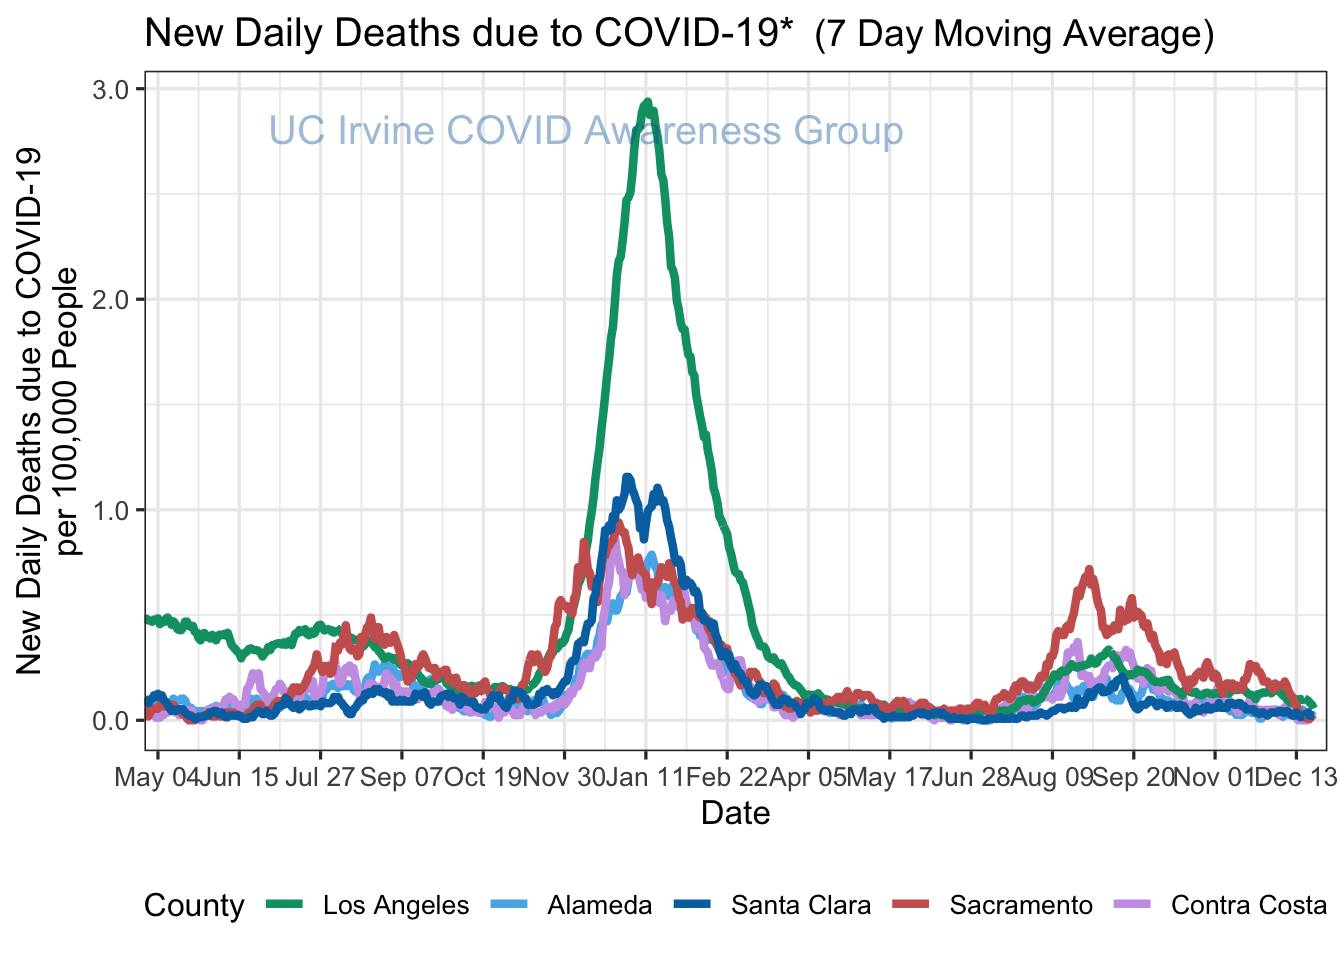 New Daily Deaths due to COVID-19* (7 Day Moving Average)
UC Irvine COVID Awareness Group
New Daily Deaths due to COVID-19
per 100,000 People
3.0
2.0
1.0
0.0
May 04 Jun 15 Jul 27 Sep 07 Oct 19 Nov 30 Jan 11 Feb 22 Apr 05 May 17 Jun 28 Aug 09 Sep 20 Nov 01 Dec 13
Date
County Los Angeles Alameda Santa Clara Sacramento Contra Costa